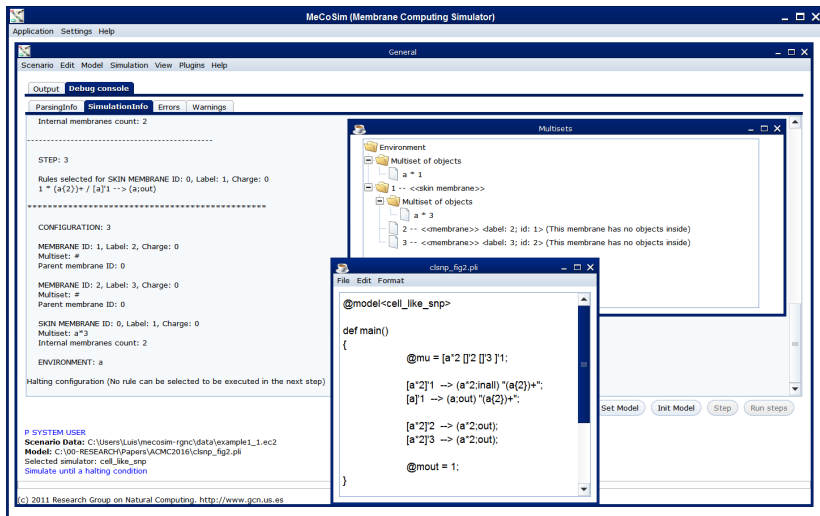 MeCoSim (Membrane Computing Simulator)
Application Settings Help
General
Scenario Edit Model Simulation View Plugins Help
Output Debug console
ParsingInfo SimulationInfo Errors Warnings
Internal membranes count: 2
-----------------------------------------------
STEP: 3
Rules selected for SKIN MEMBRANE ID: 0, Label: 1, Charge: 0
1 * (a{2})+ / [a]'1 --> (a;out)
**************************************************
CONFIGURATION: 3
MEMBRANE ID: 1, Label: 2, Charge: 0
Multiset: #
Parent membrane ID: 0
MEMBRANE ID: 2, Label: 3, Charge: 0
Multiset: #
Parent membrane ID: 0
SKIN MEMBRANE ID: 0, Label: 1, Charge: 0
Multiset: a*3
Internal membranes count: 2
ENVIRONMENT: a
Halting configuration (No rule can be selected to be executed in the next step)
Multisets
Environment
Multiset of objects
a * 1
1 -- <<skin membrane>>
Multiset of objects
a * 3
2 -- <<membrane>> <label: 2; id: 1> (This membrane has no objects inside)
3 -- <<membrane>> <label: 3; id: 2> (This membrane has no objects inside)
clsnp_fig2.pli
File Edit Format
@model<cell_like_snp>
def main()
{
@mu = [a*2 []'2 []'3 ]'1;
[a*2]'1 --> (a*2;inall) "(a{2})+";
[a]'1 --> (a;out) "(a{2})+";
[a*2]'2 --> (a*2;out);
[a*2]'3 --> (a*2;out);
@mout = 1;
}
Set Model Init Model Step Run steps
P SYSTEM USER
Scenario Data: C:\Users\Luis\mecosim-rgnc\data\example1_1.ec2
Model: C:\00-RESEARCH\Papers\ACMC2016\clsnp_fig2.pli
Selected simulator: cell_like_snp
Simulate until a halting condition
(c) 2011 Research Group on Natural Computing. http://www.gcn.us.es